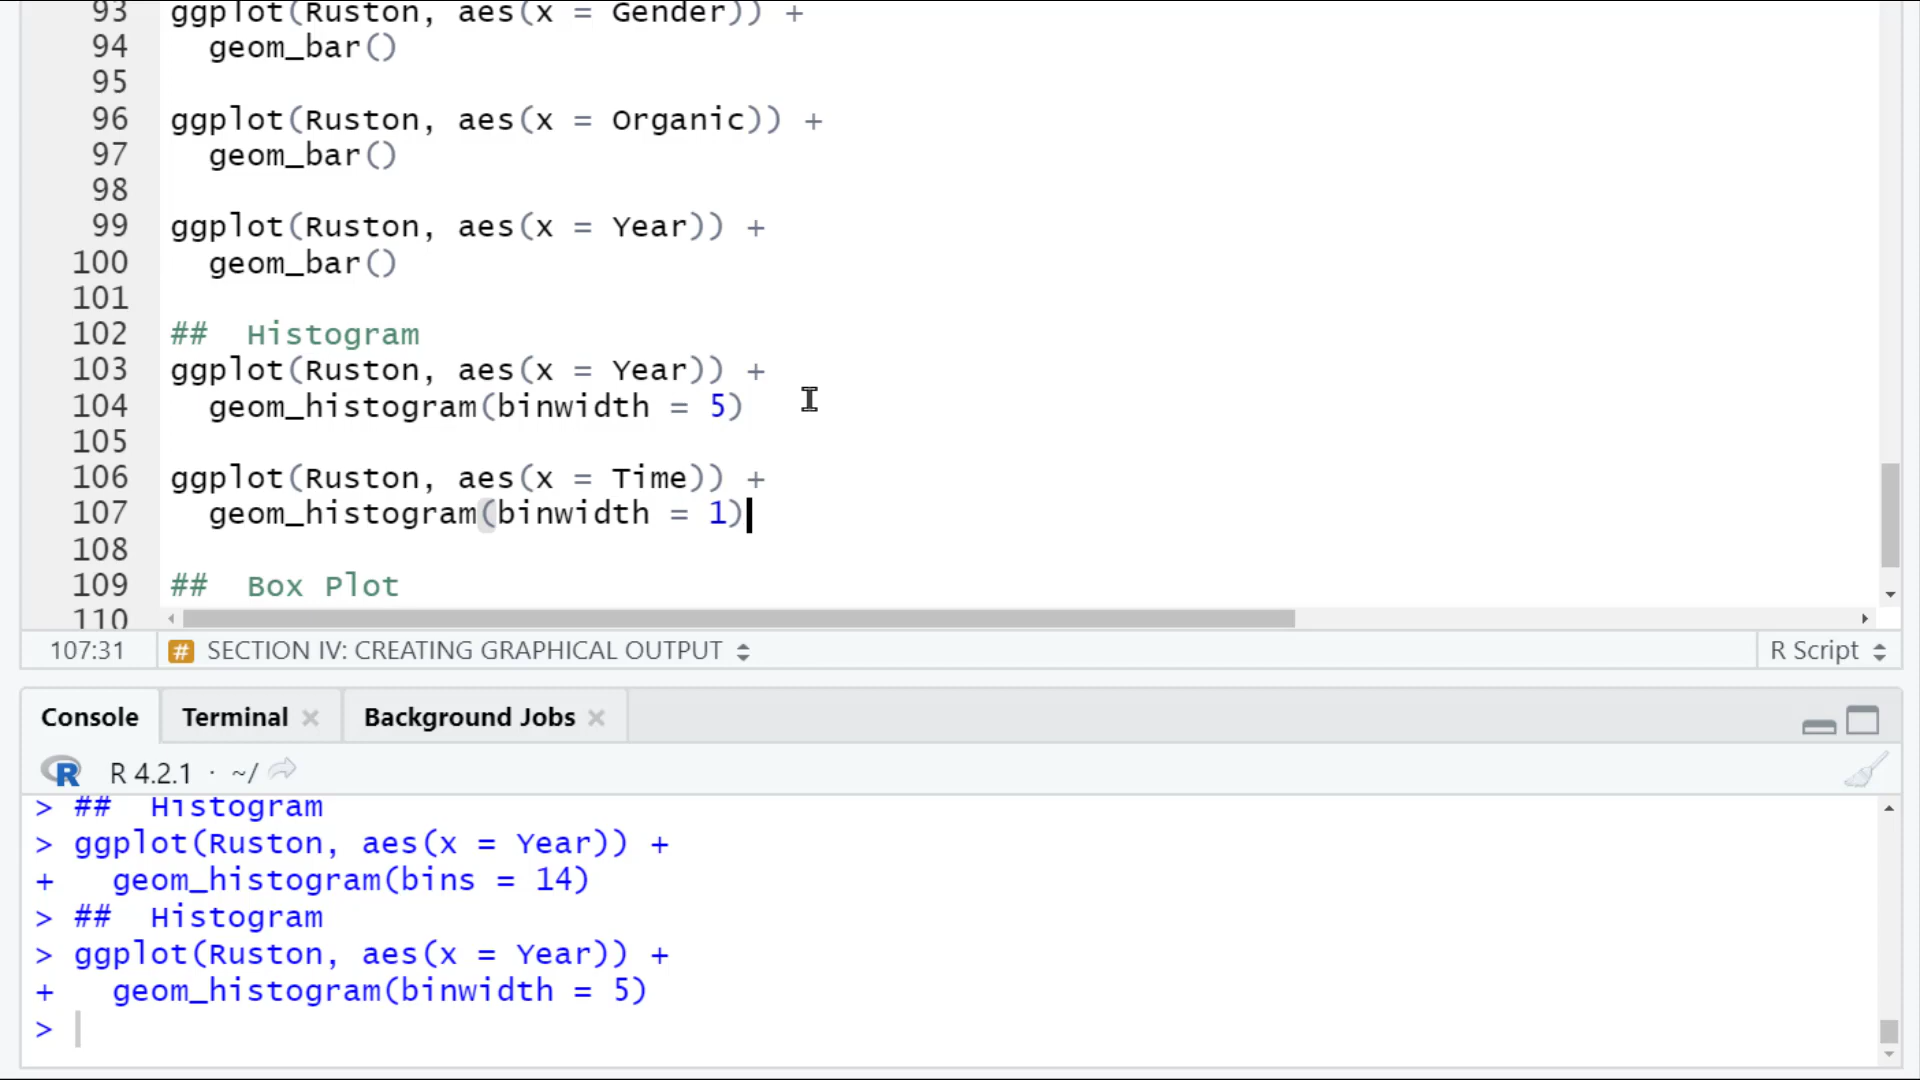 93 ggplot(Ruston, aes(x = Gender)) +
94   geom_bar()
95
96 ggplot(Ruston, aes(x = Organic)) +
97   geom_bar()
98
99 ggplot(Ruston, aes(x = Year)) +
100   geom_bar()
101
102 ##  Histogram
103 ggplot(Ruston, aes(x = Year)) +
104   geom_histogram(binwidth = 5)
105
106 ggplot(Ruston, aes(x = Time)) +
107   geom_histogram(binwidth = 1)
108
109 ##  Box Plot
110
107:31 # SECTION IV: CREATING GRAPHICAL OUTPUT R Script
Console Terminal Background Jobs
R R 4.2.1 · ~/
> ##  Histogram
> ggplot(Ruston, aes(x = Year)) +
+   geom_histogram(bins = 14)
> ##  Histogram
> ggplot(Ruston, aes(x = Year)) +
+   geom_histogram(binwidth = 5)
>